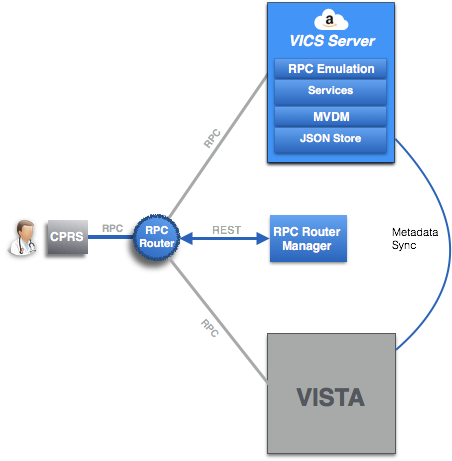 a
VICS Server
RPC Emulation
Services
MVDM
JSON Store
RPC
CPRS
RPC
RPC
Router
REST
RPC Router
Manager
Metadata
Sync
RPC
VISTA